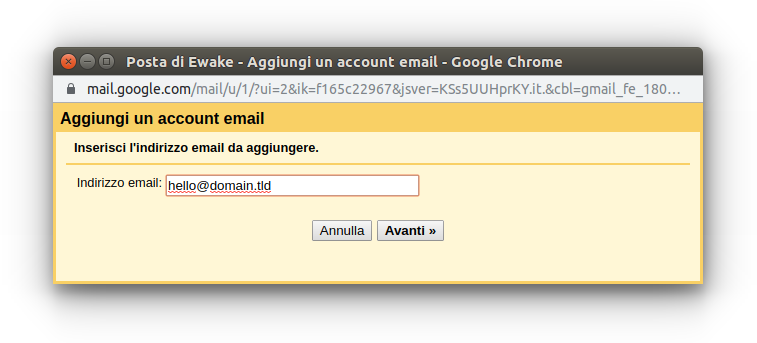 Posta di Ewake - Aggiungi un account email - Google Chrome
mail.google.com/mail/u/1/?ui=2&ik=f165c22967&jsver=KSs5UUHprKY.it.&cbl=gmail_fe_180…
Aggiungi un account email
Inserisci l'indirizzo email da aggiungere.
Indirizzo email: hello@domain.tld
Annulla Avanti »